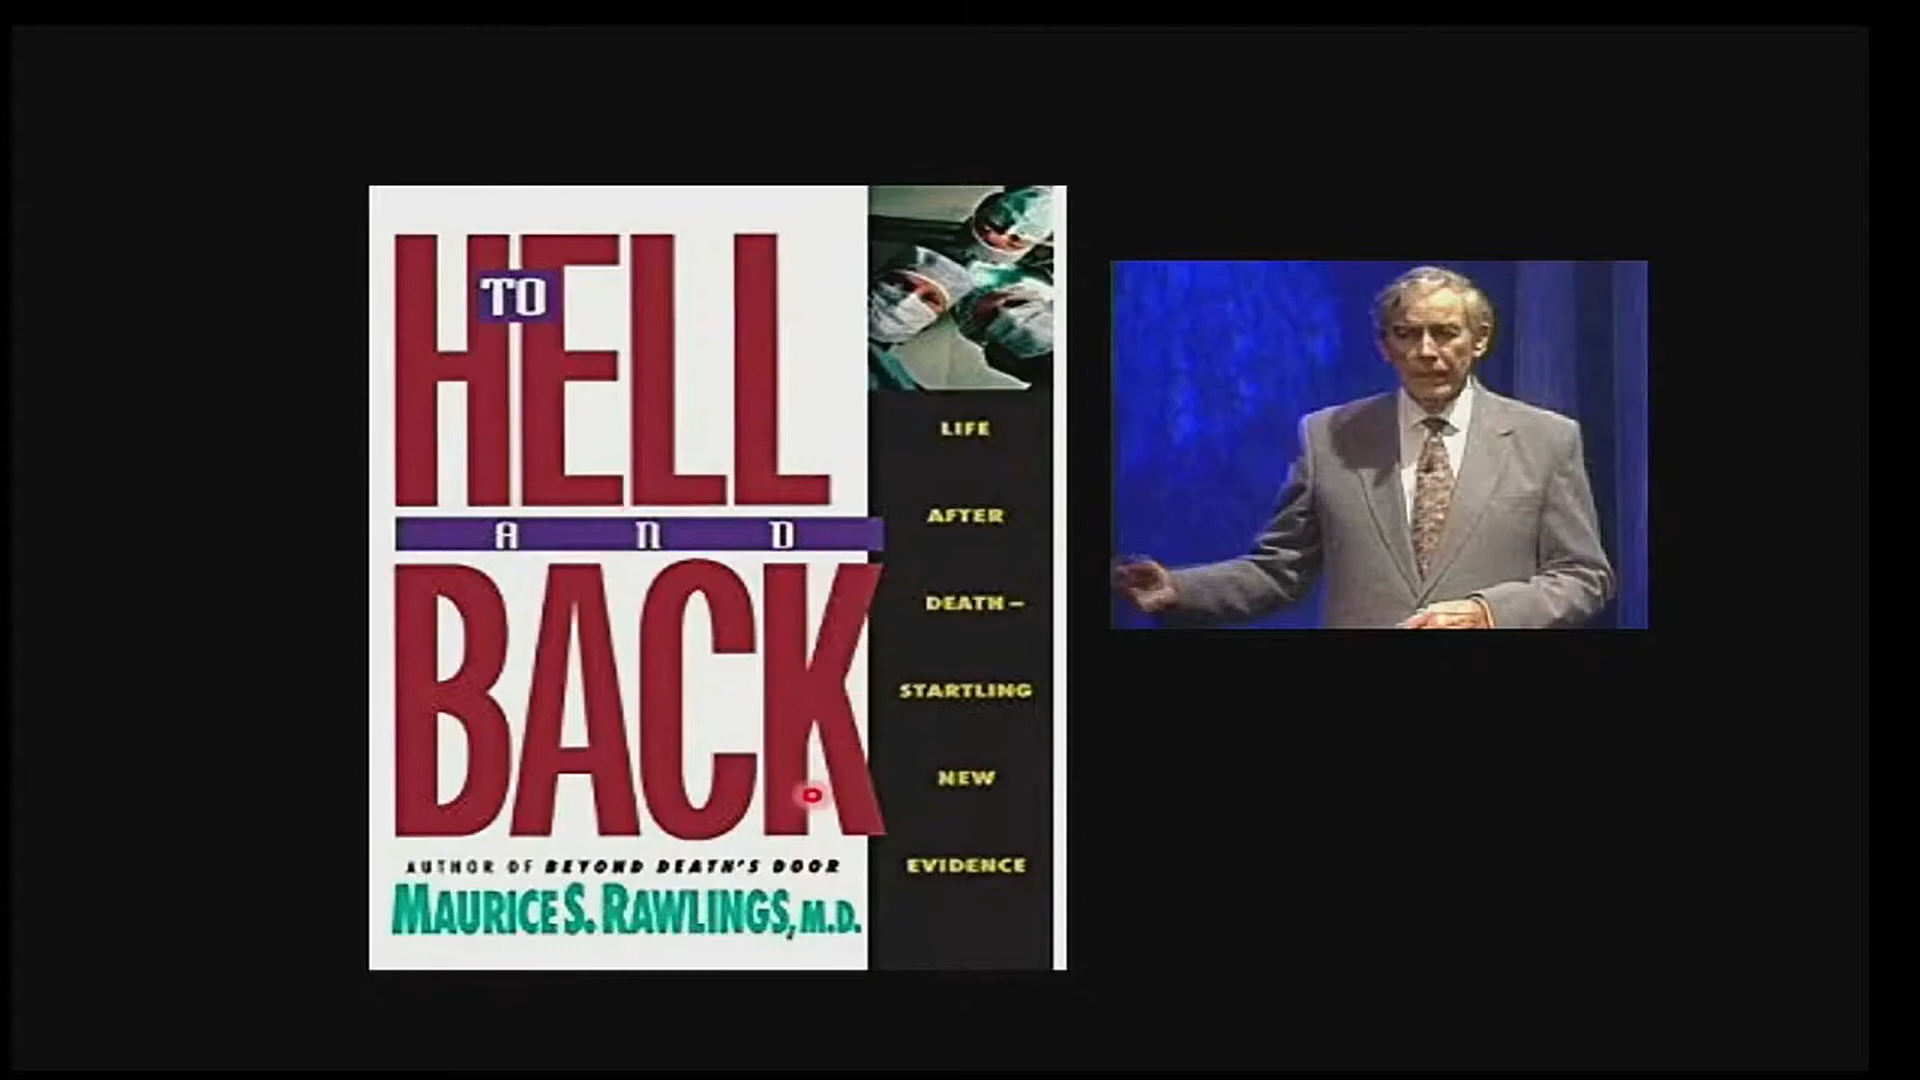 TO
HELL
AND
BACK
AUTHOR OF BEYOND DEATH'S DOOR
MAURICE S. RAWLINGS, M.D.
LIFE
AFTER
DEATH–
STARTLING
NEW
EVIDENCE